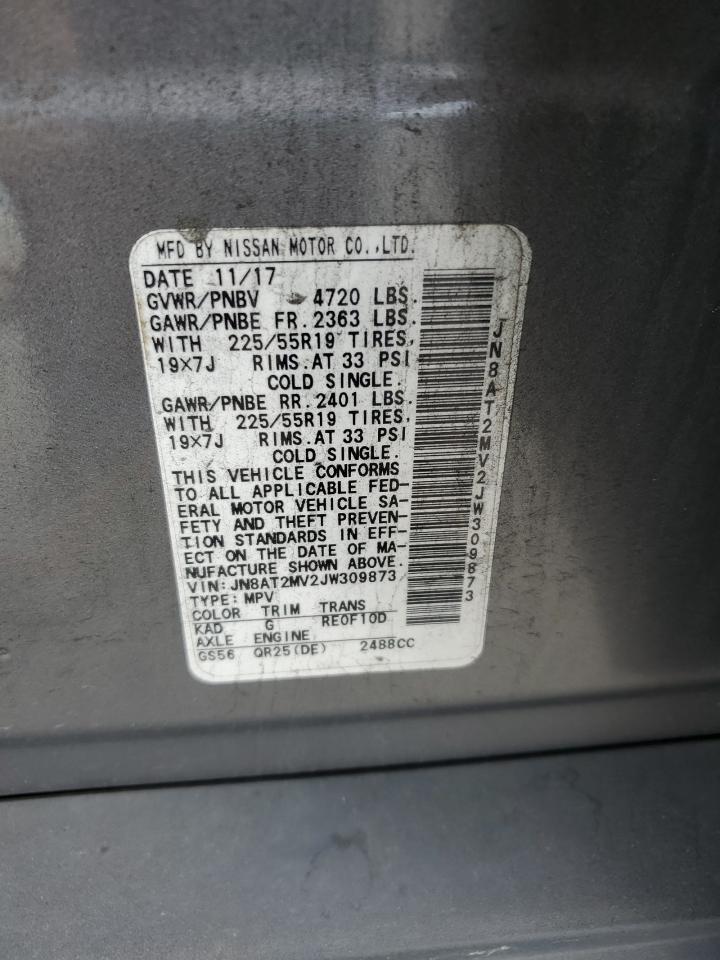 MFD BY NISSAN MOTOR CO.,LTD.
DATE 11/17
GVWR/PNBV 4720 LBS.
GAWR/PNBE FR.2363 LBS.
WITH 225/55R19 TIRES,
19×7J RIMS.AT 33 PSI
COLD SINGLE.
GAWR/PNBE RR.2401 LBS.
WITH 225/55R19 TIRES,
19×7J RIMS.AT 33 PSI
COLD SINGLE.
THIS VEHICLE CONFORMS
TO ALL APPLICABLE FED-
ERAL MOTOR VEHICLE SA-
FETY AND THEFT PREVEN-
TION STANDARDS IN EFF-
ECT ON THE DATE OF MA-
NUFACTURE SHOWN ABOVE.
VIN:JN8AT2MV2JW309873
TYPE:MPV
COLOR TRIM TRANS
KAD G RE0F10D
AXLE ENGINE
GS56 QR25(DE) 2488CC
JN8AT2MV2JW309873